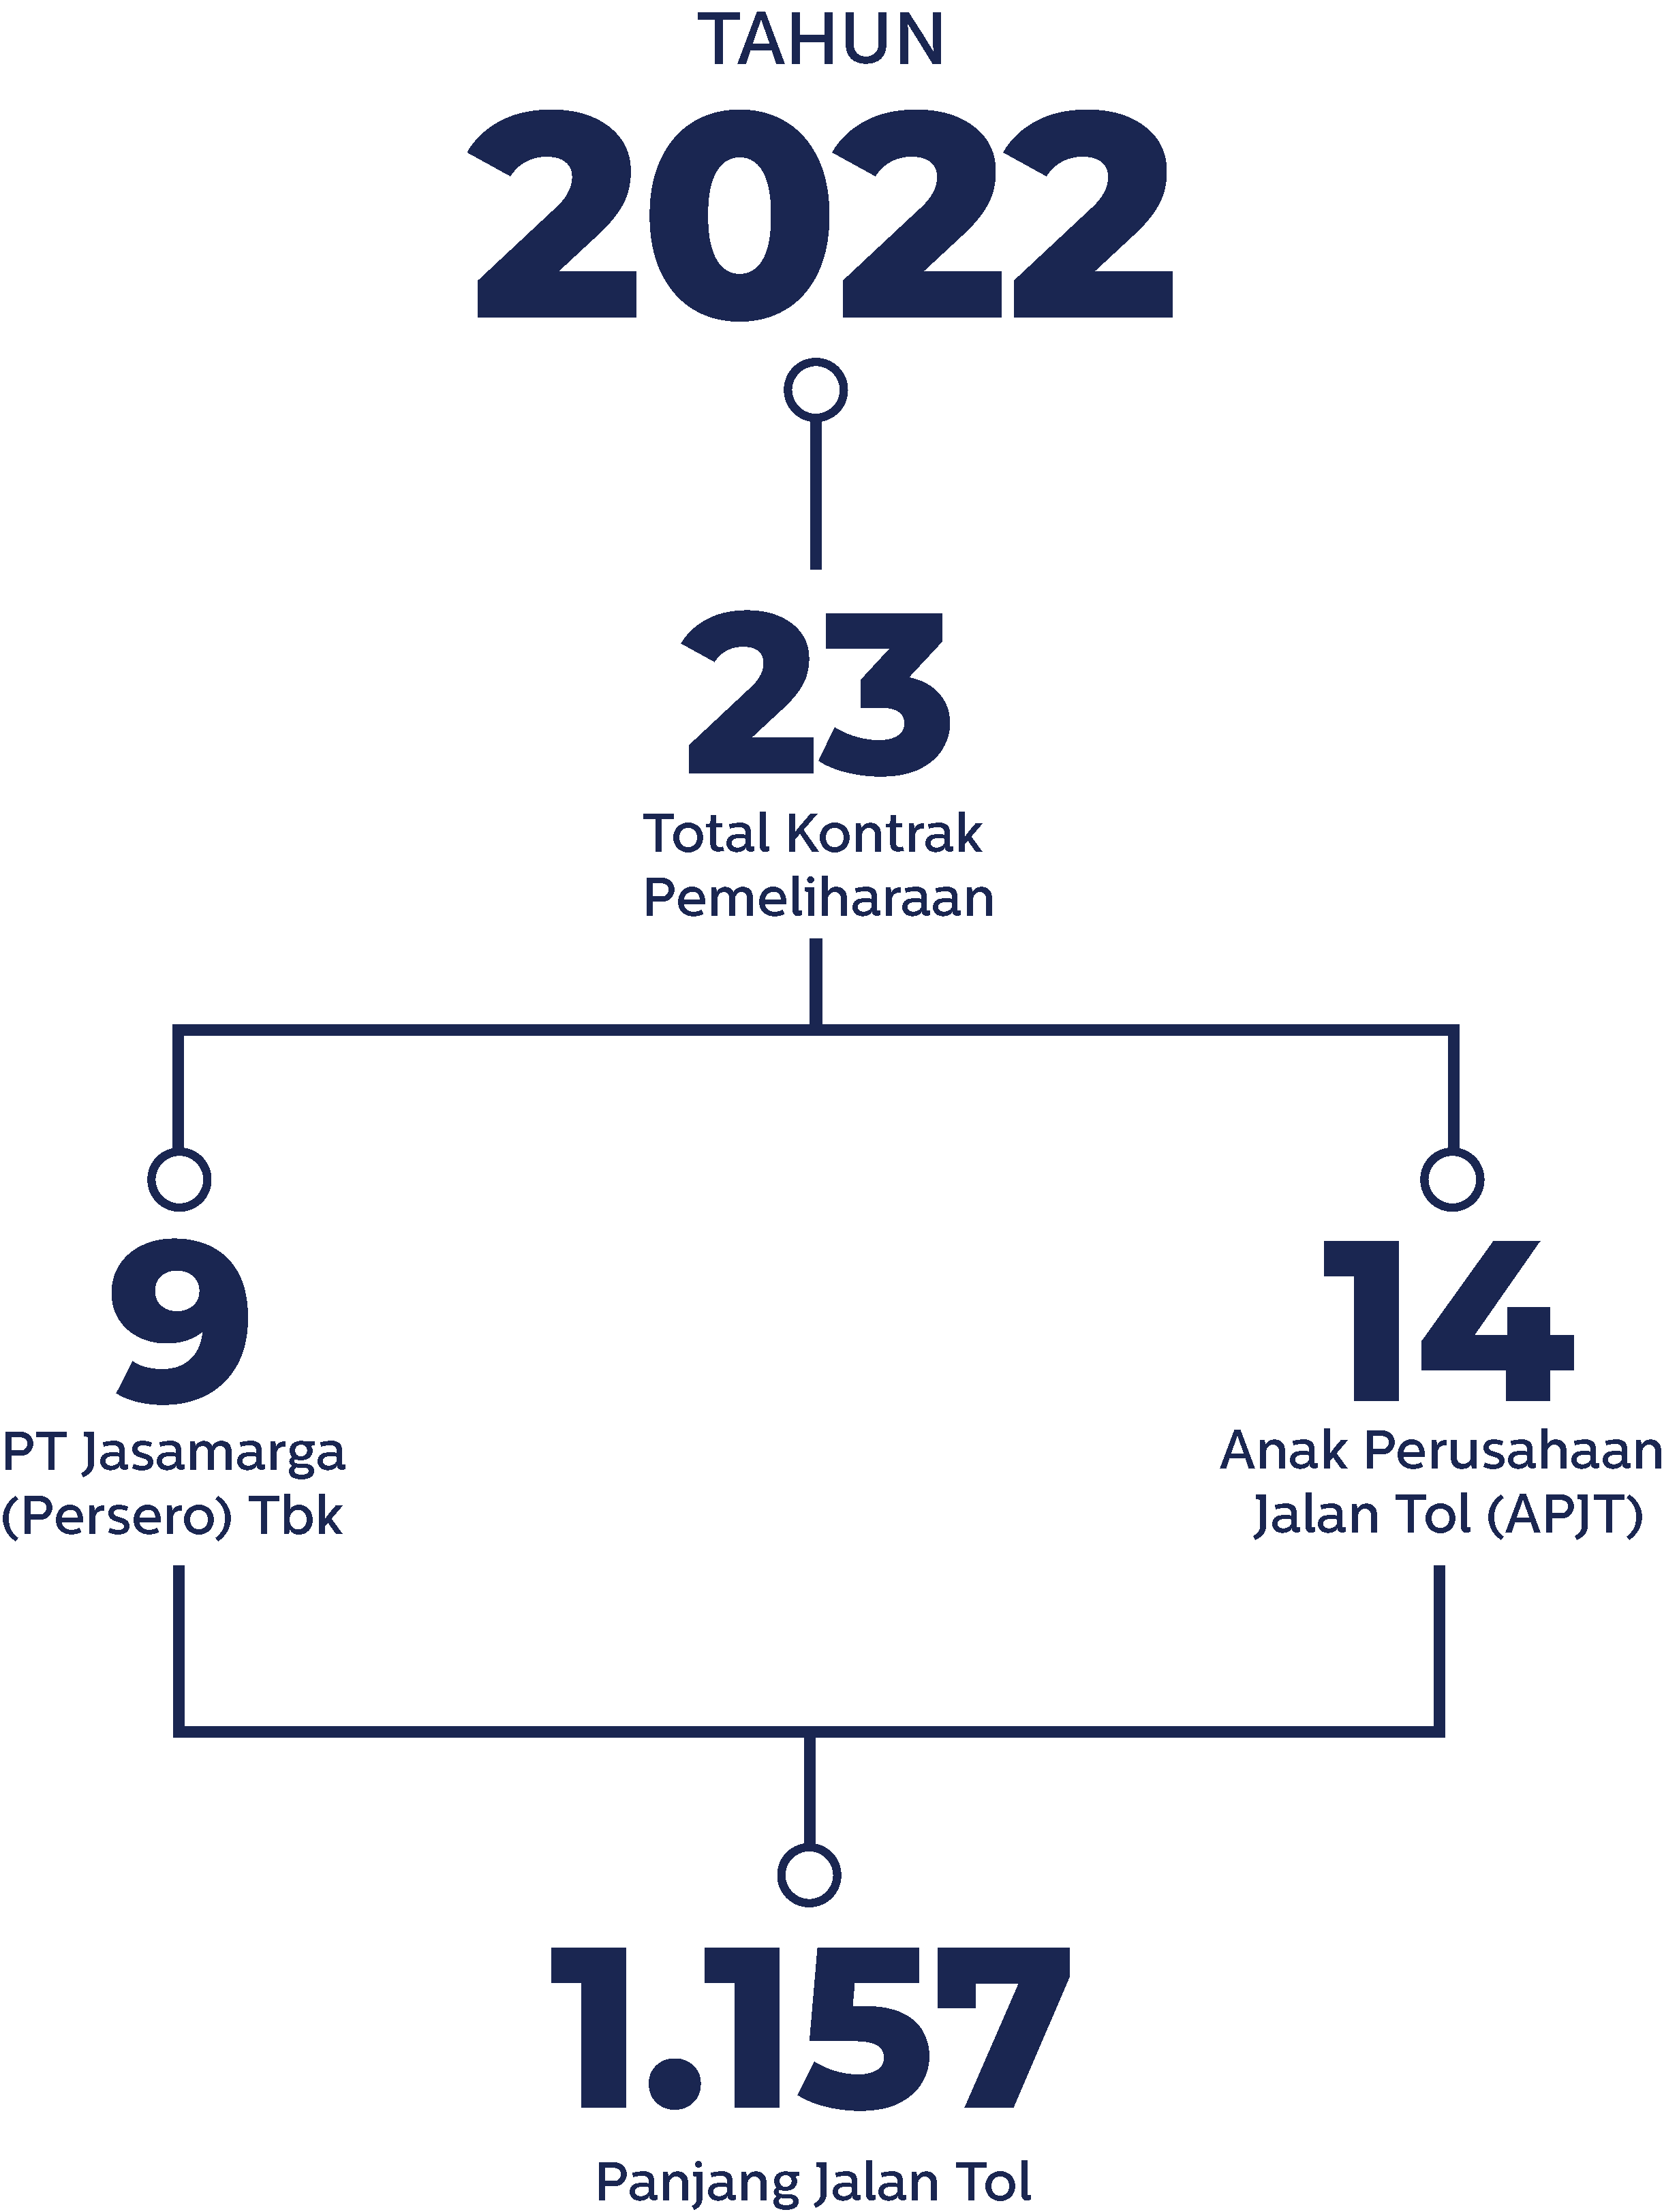 TAHUN
2022
23
Total Kontrak
Pemeliharaan
9
PT Jasamarga
(Persero) Tbk
14
Anak Perusahaan
Jalan Tol (APJT)
1.157
Panjang Jalan Tol